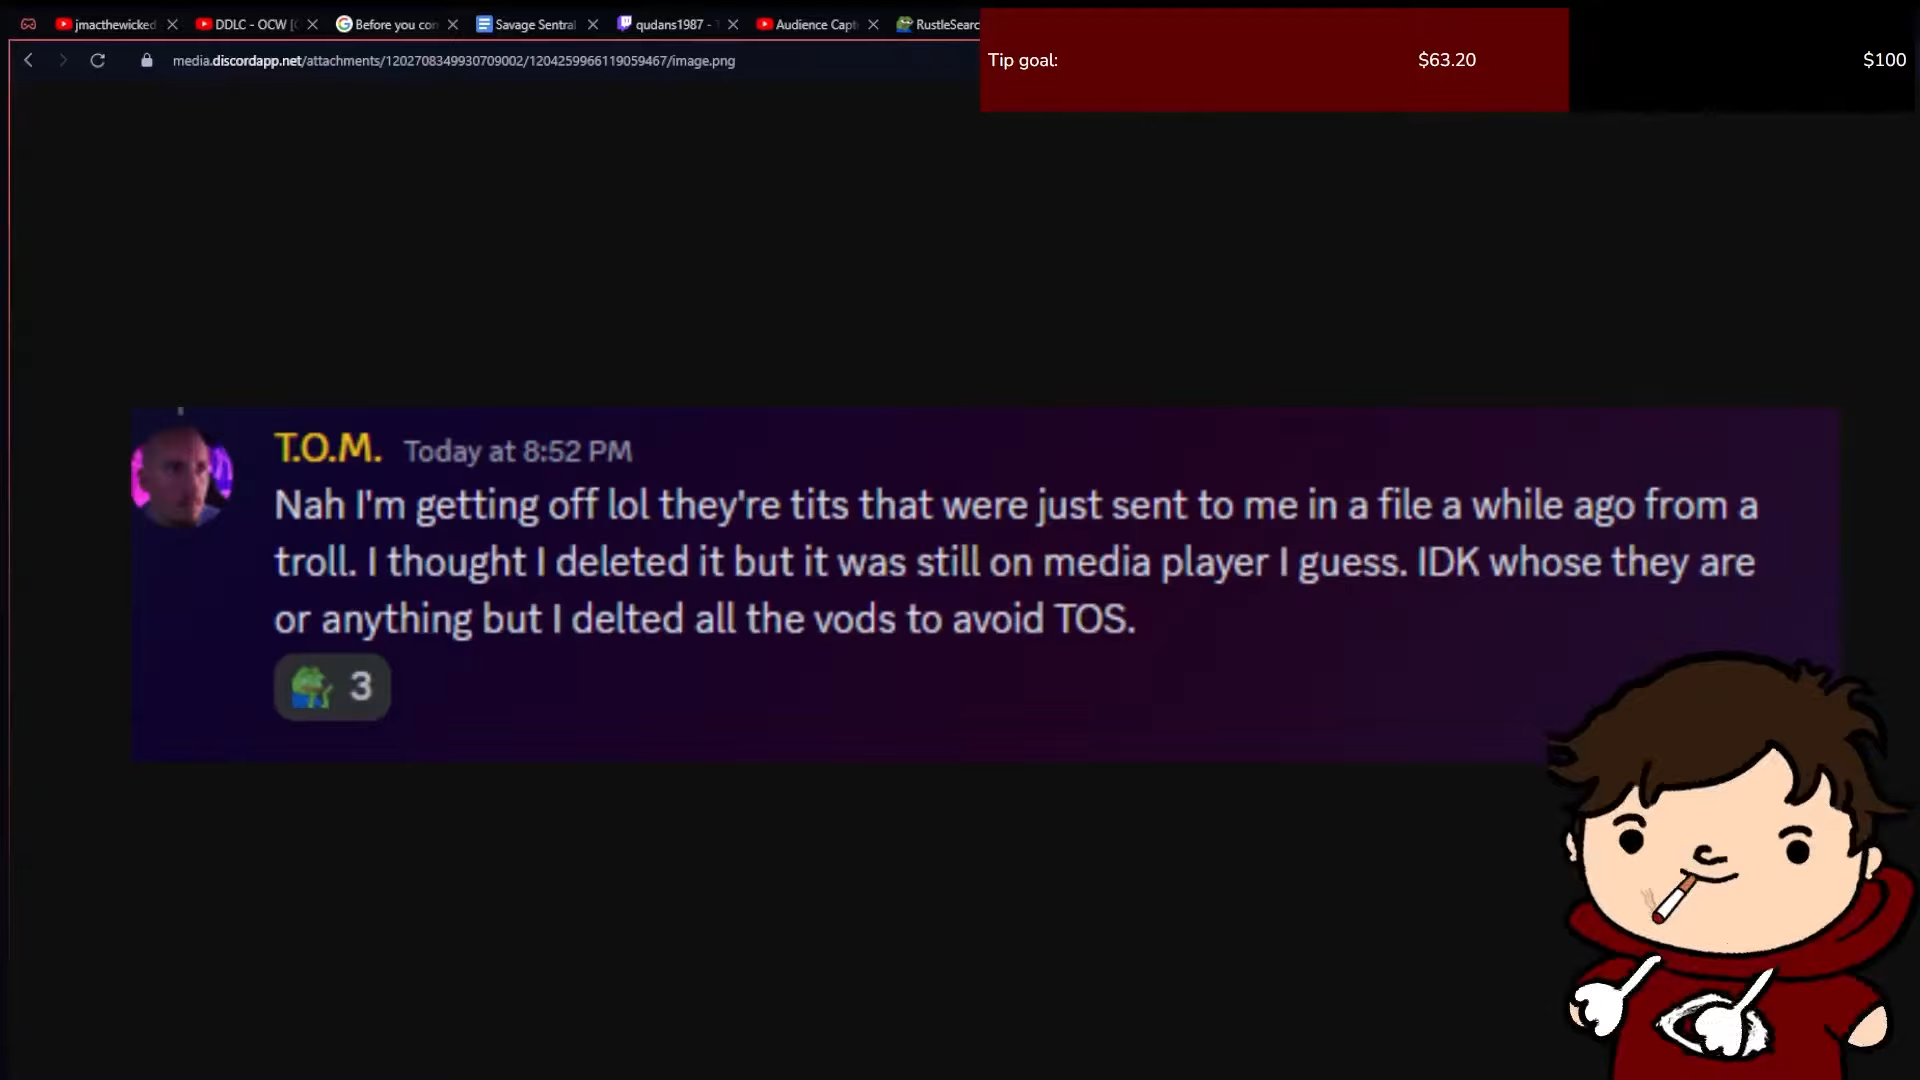 jmacthewicked
DDLC - OCW [
Before you con
Savage Sentral
qudans1987 -
Audience Capt
RustleSearc
media.discordapp.net/attachments/1202708349930709002/1204259966119059467/image.png
Tip goal:
$63.20
$100
T.O.M. Today at 8:52 PM
Nah I'm getting off lol they're tits that were just sent to me in a file a while ago from a
troll. I thought I deleted it but it was still on media player I guess. IDK whose they are
or anything but I delted all the vods to avoid TOS.
3